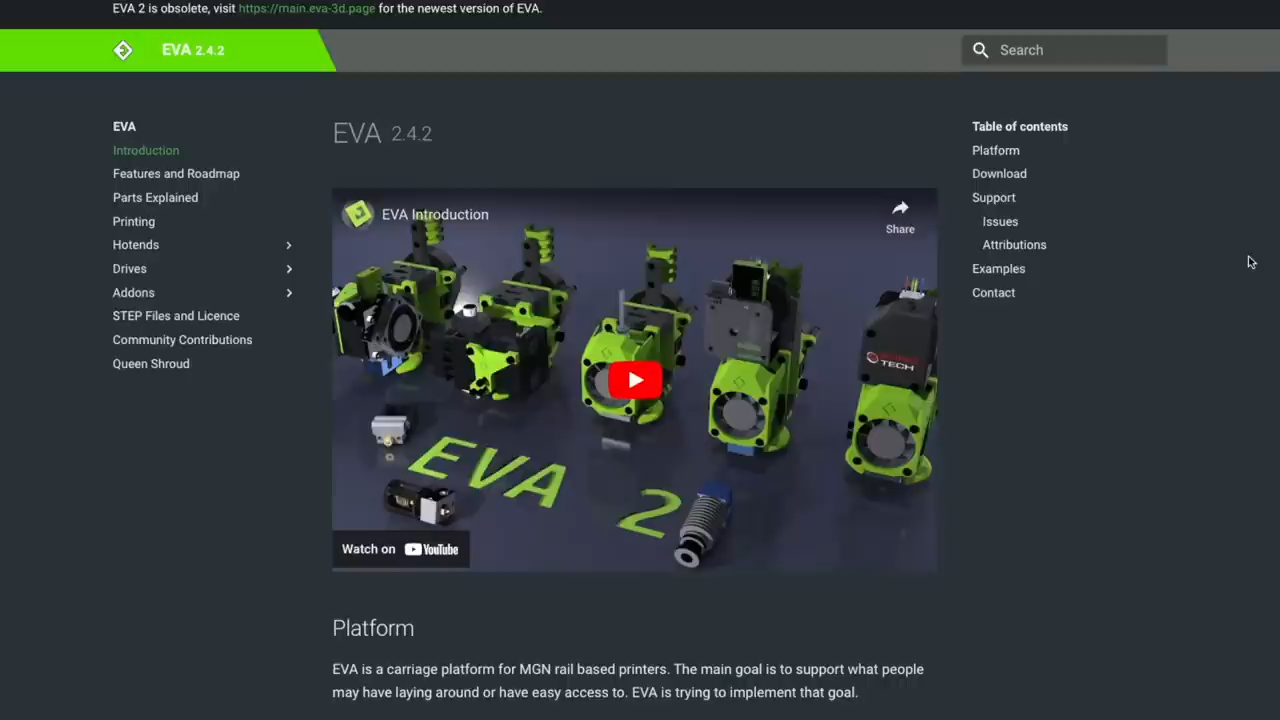 EVA 2 is obsolete, visit https://main.eva-3d.page for the newest version of EVA.
EVA 2.4.2
Search
EVA
Introduction
Features and Roadmap
Parts Explained
Printing
Hotends
Drives
Addons
STEP Files and Licence
Community Contributions
Queen Shroud
EVA 2.4.2
EVA Introduction
Share
TECH
EVA 2
Watch on YouTube
Platform
EVA is a carriage platform for MGN rail based printers. The main goal is to support what people
may have laying around or have easy access to. EVA is trying to implement that goal.
Table of contents
Platform
Download
Support
Issues
Attributions
Examples
Contact